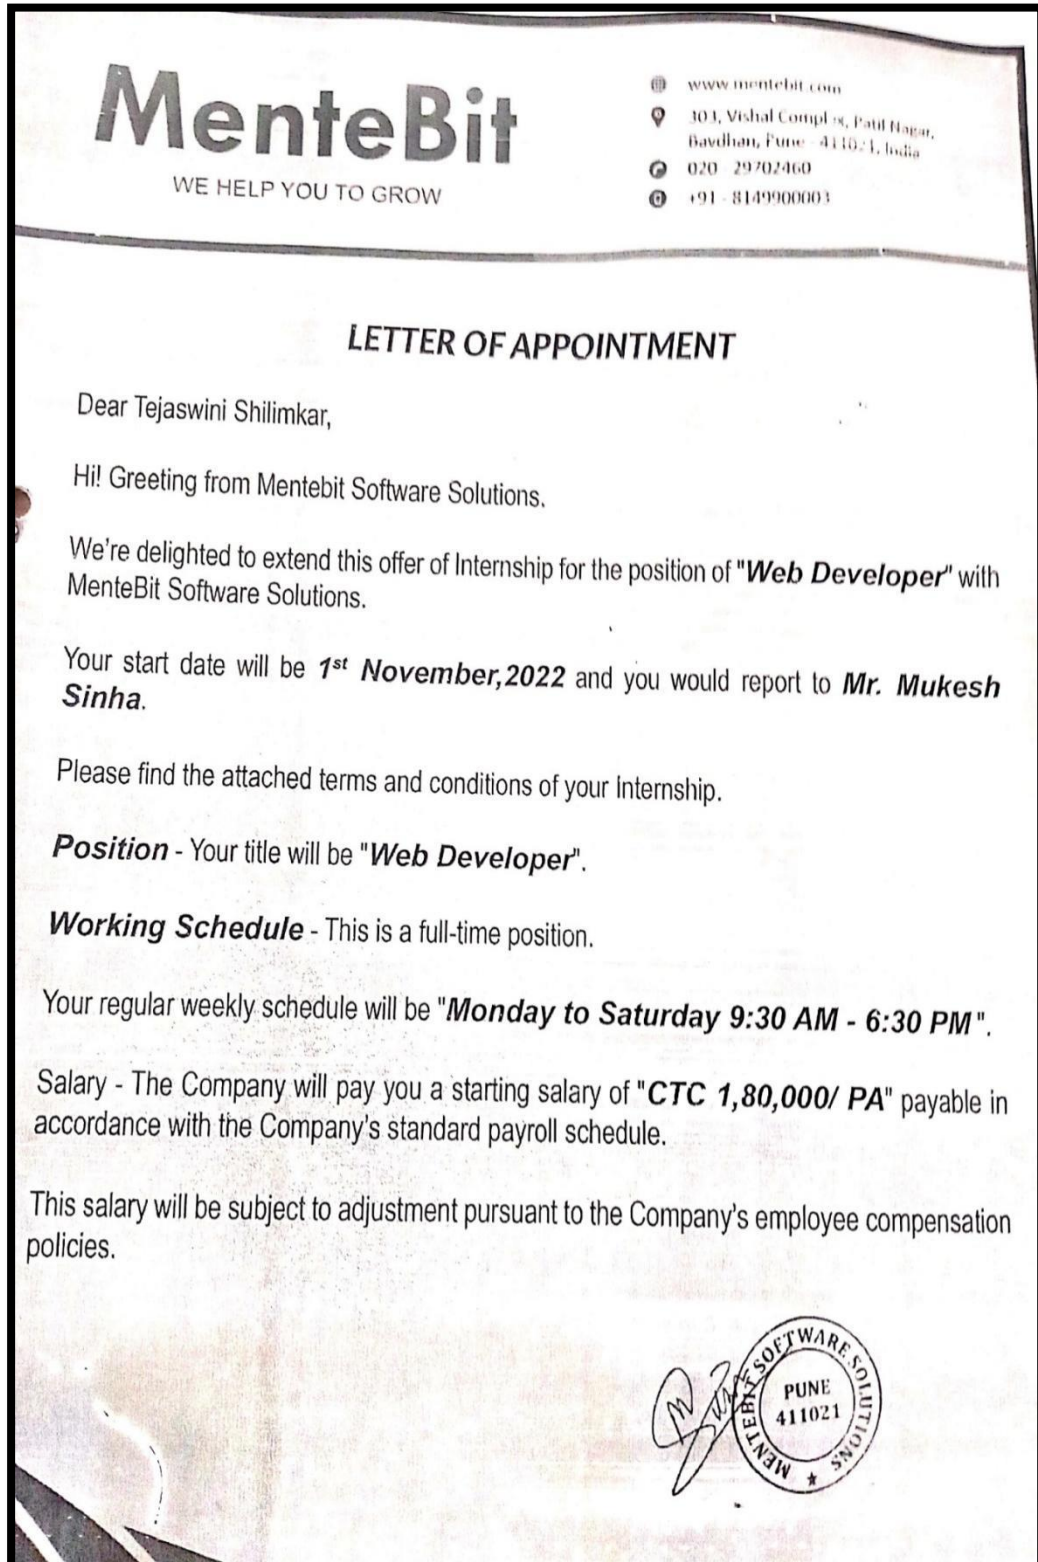 MenteBit
WE HELP YOU TO GROW
www.mentebit.com
303, Vishal Complex, Patil Nagar,
Bavdhan, Pune - 411021, India
020 - 29702460
+91 - 8149900003
LETTER OF APPOINTMENT
Dear Tejaswini Shilimkar,
Hi! Greeting from Mentebit Software Solutions.
We're delighted to extend this offer of Internship for the position of "Web Developer" with
MenteBit Software Solutions.
Your start date will be 1st November,2022 and you would report to Mr. Mukesh
Sinha.
Please find the attached terms and conditions of your Internship.
Position - Your title will be "Web Developer".
Working Schedule - This is a full-time position.
Your regular weekly schedule will be "Monday to Saturday 9:30 AM - 6:30 PM".
Salary - The Company will pay you a starting salary of "CTC 1,80,000/ PA" payable in
accordance with the Company's standard payroll schedule.
This salary will be subject to adjustment pursuant to the Company's employee compensation
policies.
MENTEBIT SOFTWARE SOLUTIONS
PUNE
411021